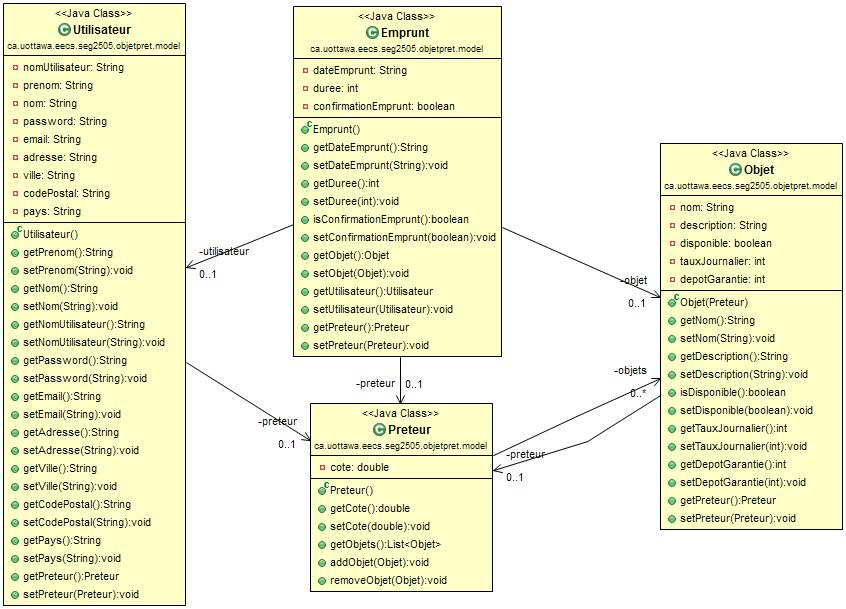 <<Java Class>>
Utilisateur
ca.uottawa.eecs.seg2505.objetpret.model
nomUtilisateur: String
prenom: String
nom: String
password: String
email: String
adresse: String
ville: String
codePostal: String
pays: String
Utilisateur()
getPrenom():String
setPrenom(String):void
getNom():String
setNom(String):void
getNomUtilisateur():String
setNomUtilisateur(String):void
getPassword():String
setPassword(String):void
getEmail():String
setEmail(String):void
getAdresse():String
setAdresse(String):void
getVille():String
setVille(String):void
getCodePostal():String
setCodePostal(String):void
getPays():String
setPays(String):void
getPreteur():Preteur
setPreteur(Preteur):void
<<Java Class>>
Emprunt
ca.uottawa.eecs.seg2505.objetpret.model
dateEmprunt: String
duree: int
confirmationEmprunt: boolean
Emprunt()
getDateEmprunt():String
setDateEmprunt(String):void
getDuree():int
setDuree(int):void
isConfirmationEmprunt():boolean
setConfirmationEmprunt(boolean):void
getObjet():Objet
setObjet(Objet):void
getUtilisateur():Utilisateur
setUtilisateur(Utilisateur):void
getPreteur():Preteur
setPreteur(Preteur):void
<<Java Class>>
Objet
ca.uottawa.eecs.seg2505.objetpret.model
nom: String
description: String
disponible: boolean
tauxJournalier: int
depotGarantie: int
Objet(Preteur)
getNom():String
setNom(String):void
getDescription():String
setDescription(String):void
isDisponible():boolean
setDisponible(boolean):void
getTauxJournalier():int
setTauxJournalier(int):void
getDepotGarantie():int
setDepotGarantie(int):void
getPreteur():Preteur
setPreteur(Preteur):void
<<Java Class>>
Preteur
ca.uottawa.eecs.seg2505.objetpret.model
cote: double
Preteur()
getCote():double
setCote(double):void
getObjets():List<Objet>
addObjet(Objet):void
removeObjet(Objet):void
-utilisateur
0..1
-objet
0..1
-preteur 0..1
-preteur
0..1
-objets
0..*
-preteur
0..1